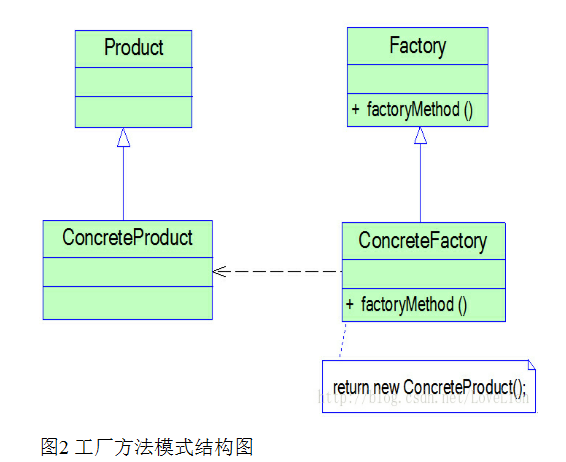 Product
Factory
+ factoryMethod ()
ConcreteProduct
ConcreteFactory
+ factoryMethod ()
return new ConcreteProduct();
http://blog.csdn.net/LoveLion
图2 工厂方法模式结构图